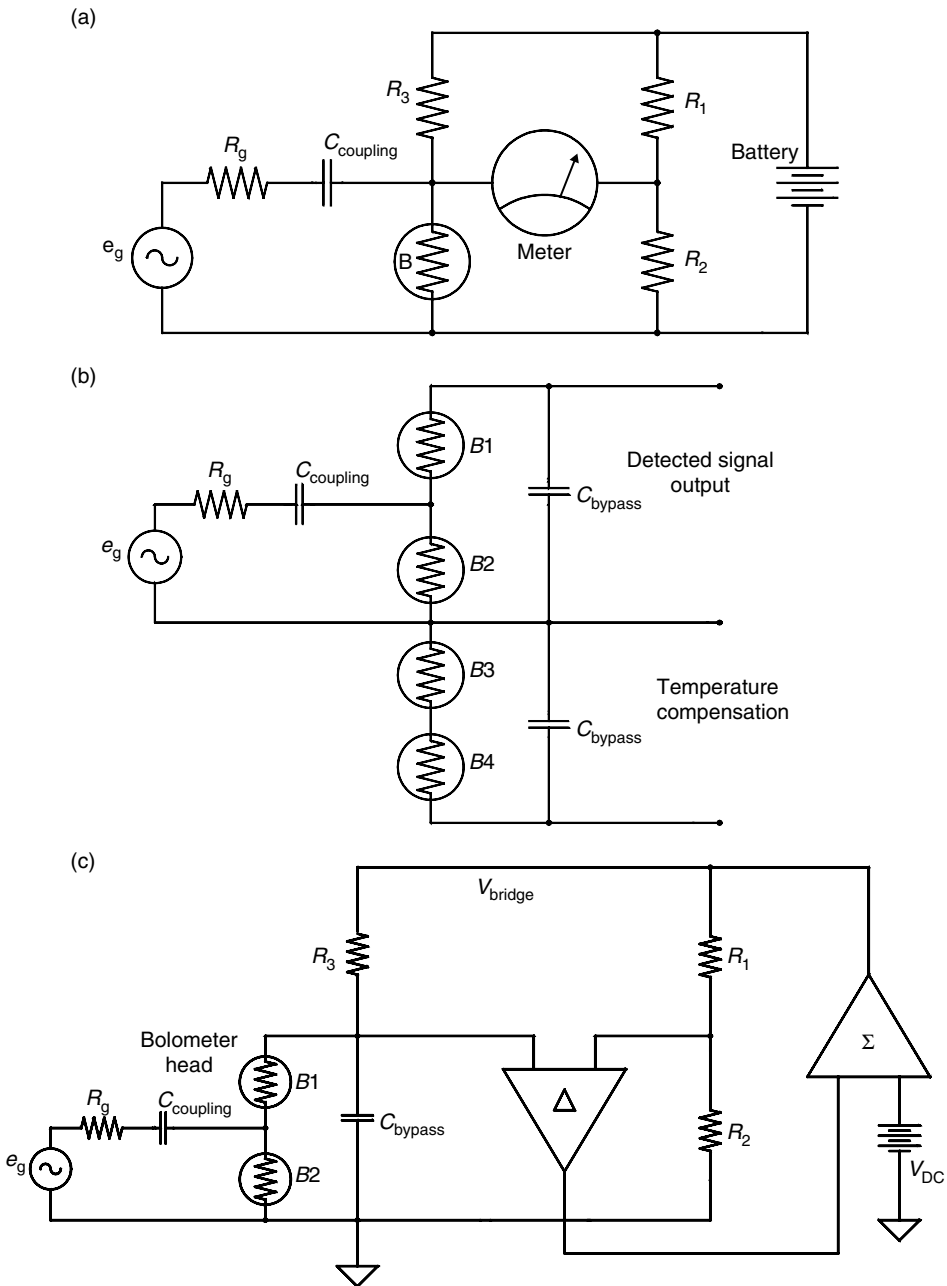 (a)
R3
R1
Rg
Ccoupling
Battery
eg
B
Meter
R2
(b)
B1
Rg
Ccoupling
Detected signal
output
Cbypass
eg
B2
B3
Temperature
compensation
Cbypass
B4
(c)
Vbridge
R3
R1
Bolometer
head
Σ
B1
Rg
Ccoupling
Δ
Cbypass
R2
eg
B2
VDC